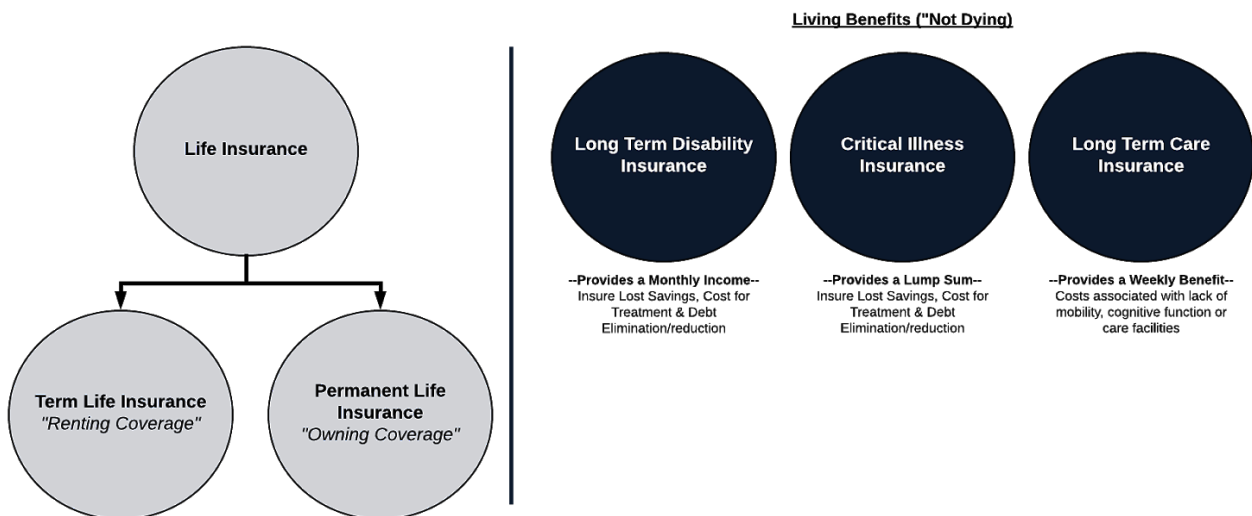 Living Benefits ("Not Dying)
Life Insurance
Term Life Insurance
"Renting Coverage"
Permanent Life
Insurance
"Owning Coverage"
Long Term Disability
Insurance
--Provides a Monthly Income--
Insure Lost Savings, Cost for
Treatment & Debt
Elimination/reduction
Critical Illness
Insurance
--Provides a Lump Sum--
Insure Lost Savings, Cost for
Treatment & Debt
Elimination/reduction
Long Term Care
Insurance
--Provides a Weekly Benefit--
Costs associated with lack of
mobility, cognitive function or
care facilities